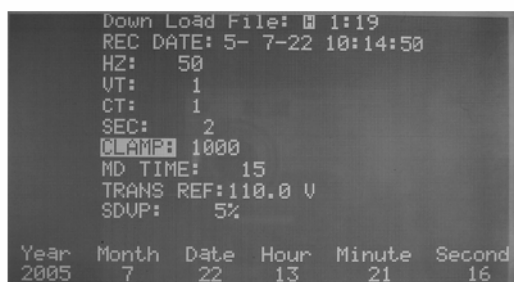 Down Load File: H 1:19
REC DATE: 5- 7-22 10:14:50
HZ: 50
VT: 1
CT: 1
SEC: 2
CLAMP: 1000
MD TIME: 15
TRANS REF:110.0 V
SDVP: 5%
Year Month Date Hour Minute Second
2005 7 22 13 21 16